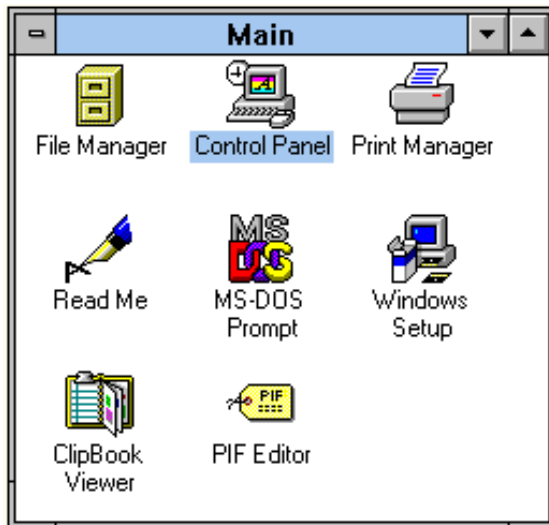 Main
File Manager
Control Panel
Print Manager
Read Me
MS-DOS
Prompt
Windows
Setup
ClipBook
Viewer
PIF Editor
MS
DOS
PIF
A